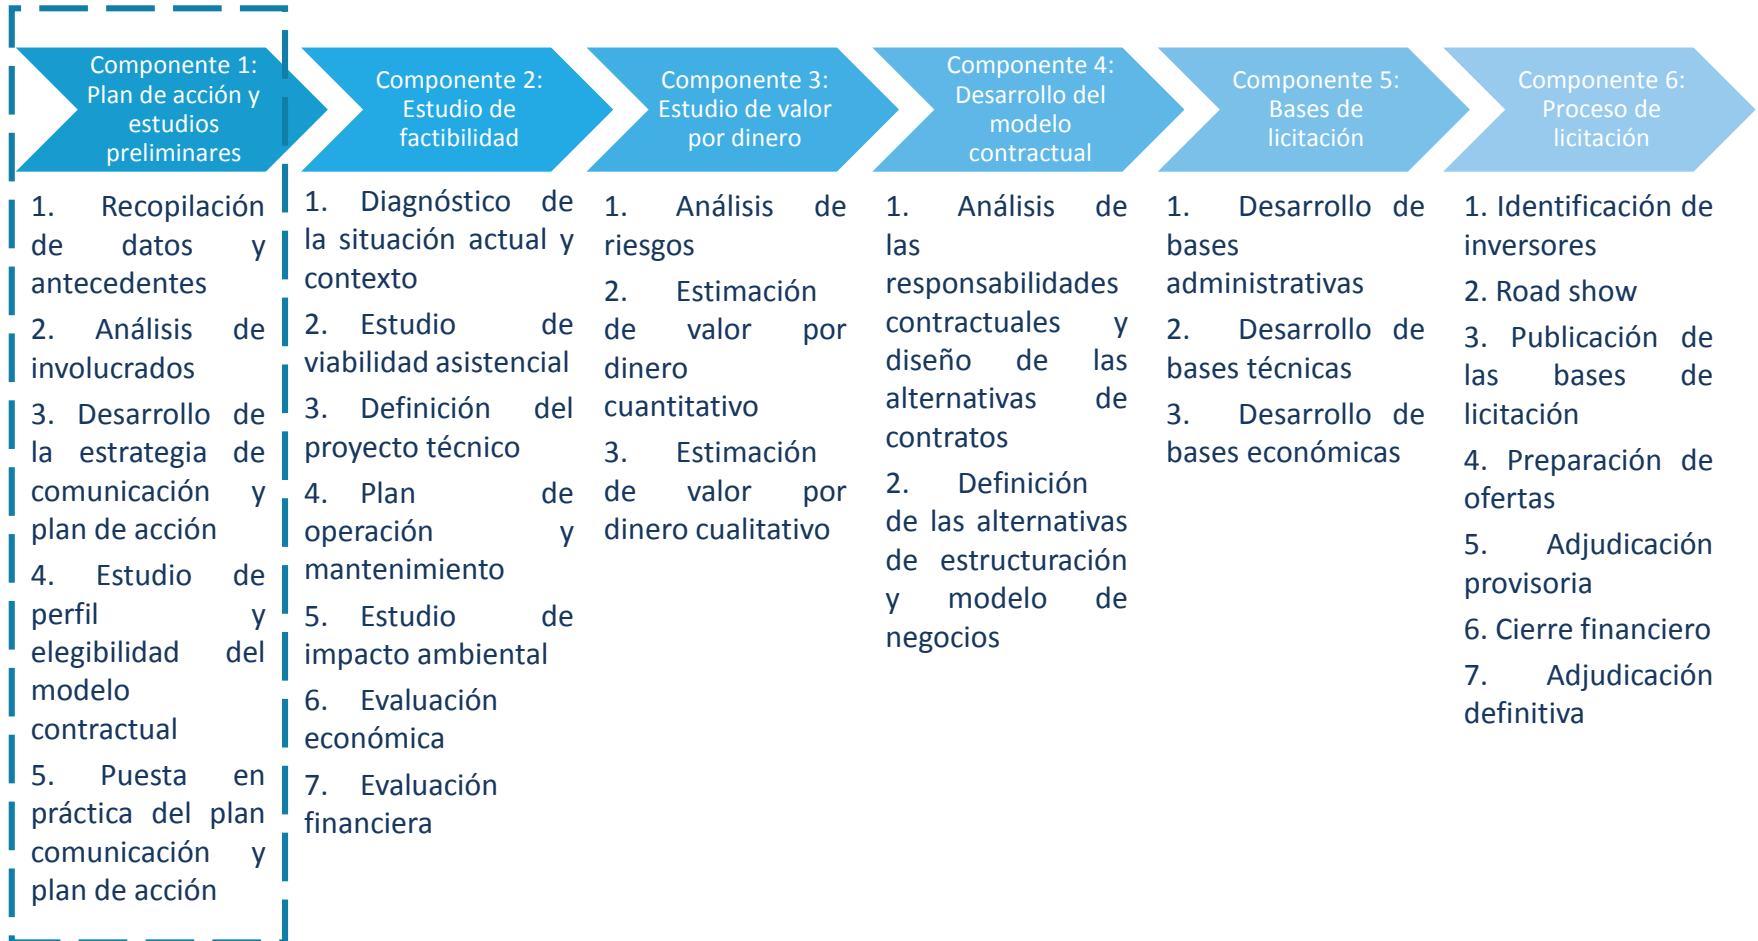 Componente 1:
Plan de acción y
estudios
preliminares
1. Recopilación
de datos y
antecedentes
2. Análisis de
involucrados
3. Desarrollo de
la estrategia de
comunicación y
plan de acción
4. Estudio de
perfil y
elegibilidad del
modelo
contractual
5. Puesta en
práctica del plan
comunicación y
plan de acción
Componente 2:
Estudio de
factibilidad
1. Diagnóstico de
la situación actual y
contexto
2. Estudio de
viabilidad asistencial
3. Definición del
proyecto técnico
4. Plan de
operación y
mantenimiento
5. Estudio de
impacto ambiental
6. Evaluación
económica
7. Evaluación
financiera
Componente 3:
Estudio de valor
por dinero
1. Análisis de
riesgos
2. Estimación
de valor por
dinero
cuantitativo
3. Estimación
de valor por
dinero cualitativo
Componente 4:
Desarrollo del
modelo
contractual
1. Análisis de
las
responsabilidades
contractuales y
diseño de las
alternativas de
contratos
2. Definición
de las alternativas
de estructuración
y modelo de
negocios
Componente 5:
Bases de
licitación
1. Desarrollo de
bases
administrativas
2. Desarrollo de
bases técnicas
3. Desarrollo de
bases económicas
Componente 6:
Proceso de
licitación
1. Identificación de
inversores
2. Road show
3. Publicación de
las bases de
licitación
4. Preparación de
ofertas
5. Adjudicación
provisoria
6. Cierre financiero
7. Adjudicación
definitiva